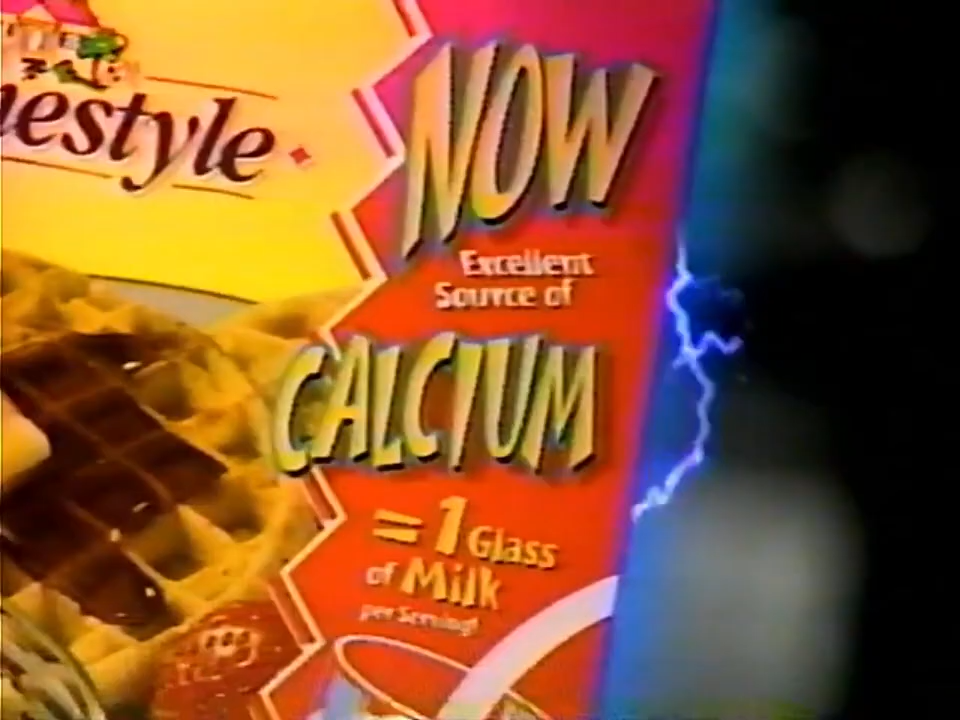 estyle
NOW
Excellent
Source of
CALCIUM
= 1 Glass
of Milk
per Serving!